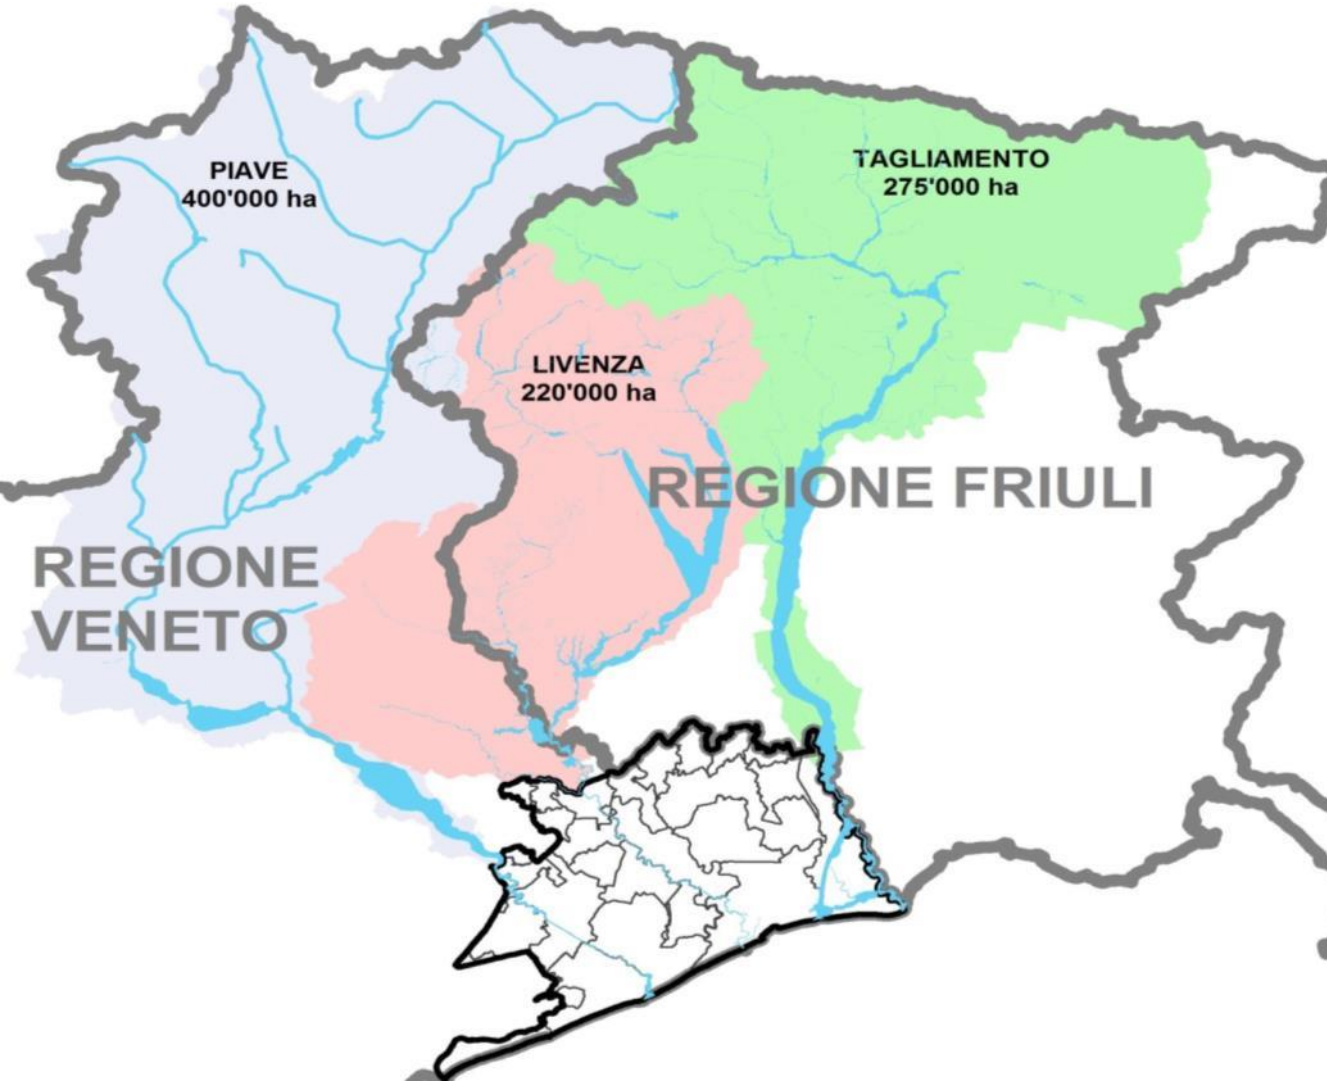 PIAVE
400'000 ha
TAGLIAMENTO
275'000 ha
LIVENZA
220'000 ha
REGIONE FRIULI
REGIONE
VENETO